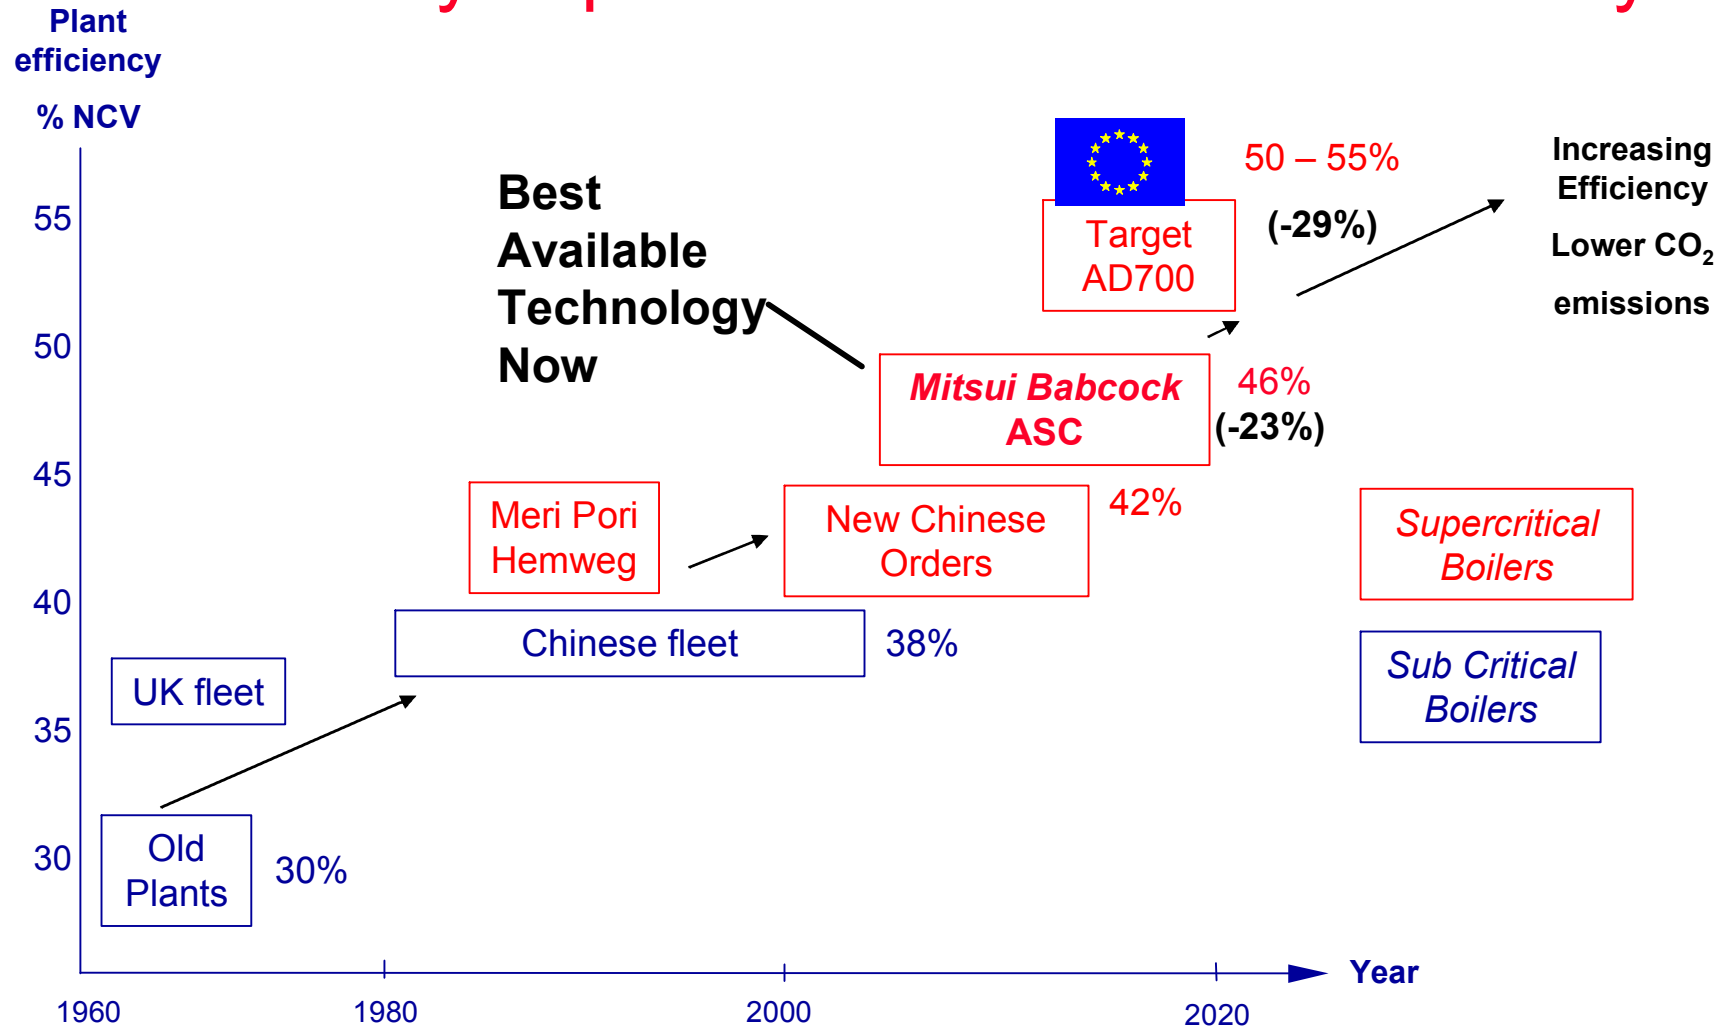 Plant
efficiency
% NCV
55
50
45
40
35
30
Best
Available
Technology
Now
50 – 55%
(-29%)
Target
AD700
Increasing
Efficiency
Lower CO₂
emissions
Mitsui Babcock
ASC
46%
(-23%)
Meri Pori
Hemweg
New Chinese
Orders
42%
Supercritical
Boilers
Chinese fleet
38%
Sub Critical
Boilers
UK fleet
Old
Plants
30%
Year
1960
1980
2000
2020